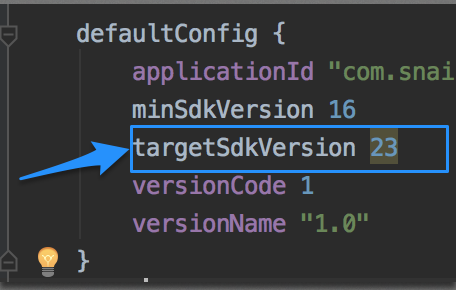 defaultConfig {
applicationId "com.snai
minSdkVersion 16
targetSdkVersion 23
versionCode 1
versionName "1.0"
}